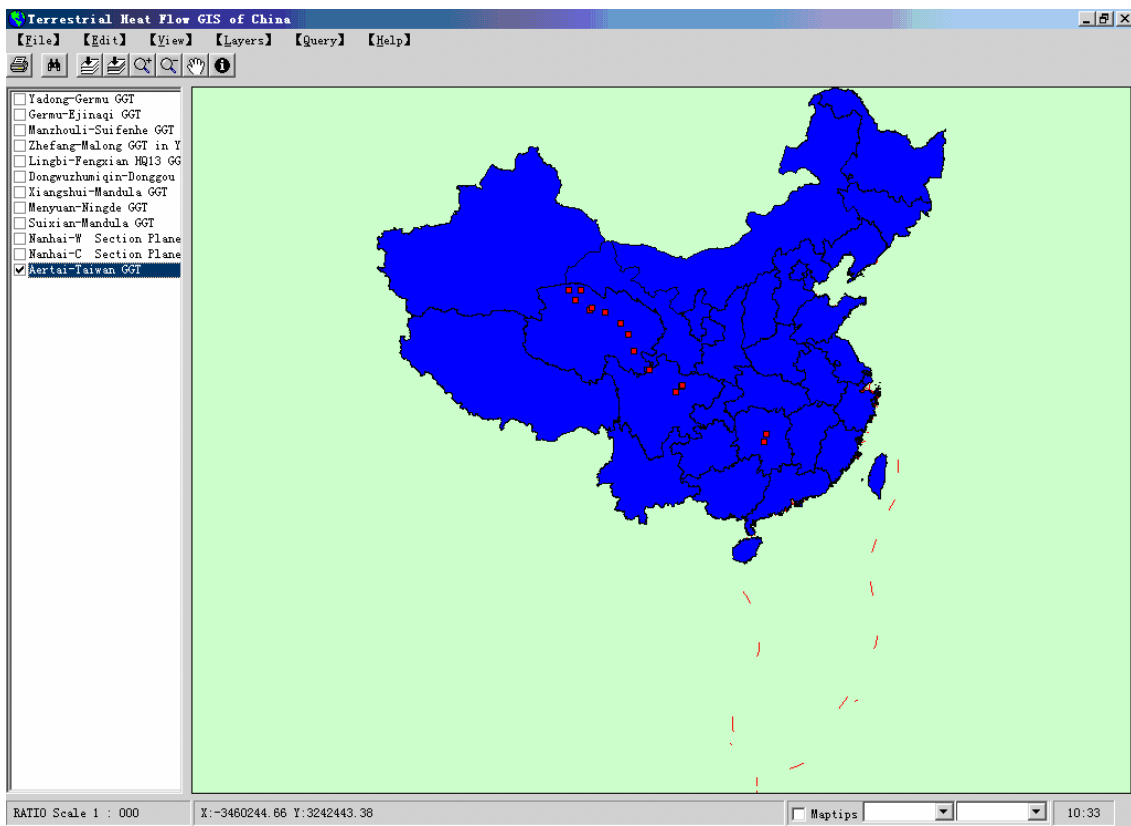 Terrestrial Heat Flow GIS of China
【File】 【Edit】 【View】 【Layers】 【Query】 【Help】
Yadong-Germu GGT
Germu-Ejinaqi GGT
Manzhouli-Suifenhe GGT
Zhefang-Malong GGT in Y
Lingbi-Fengxian HQ13 GG
Dongwuzhumiqin-Donggou
Xiangshui-Mandula GGT
Menyuan-Ningde GGT
Suixian-Mandula GGT
Nanhai-W Section Plane
Nanhai-C Section Plane
Aertai-Taiwan GGT
RATIO Scale 1 : 000 X:-3460244.66 Y:3242443.38 Maptips 10:33